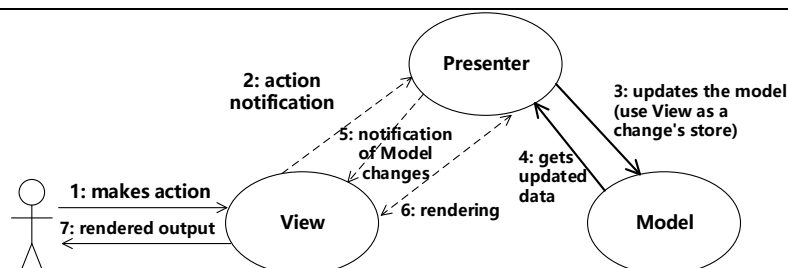 Presenter
2: action
notification
3: updates the model
(use View as a
change's store)
5: notification
of Model
changes
4: gets
updated
data
1: makes action
6: rendering
View
Model
7: rendered output